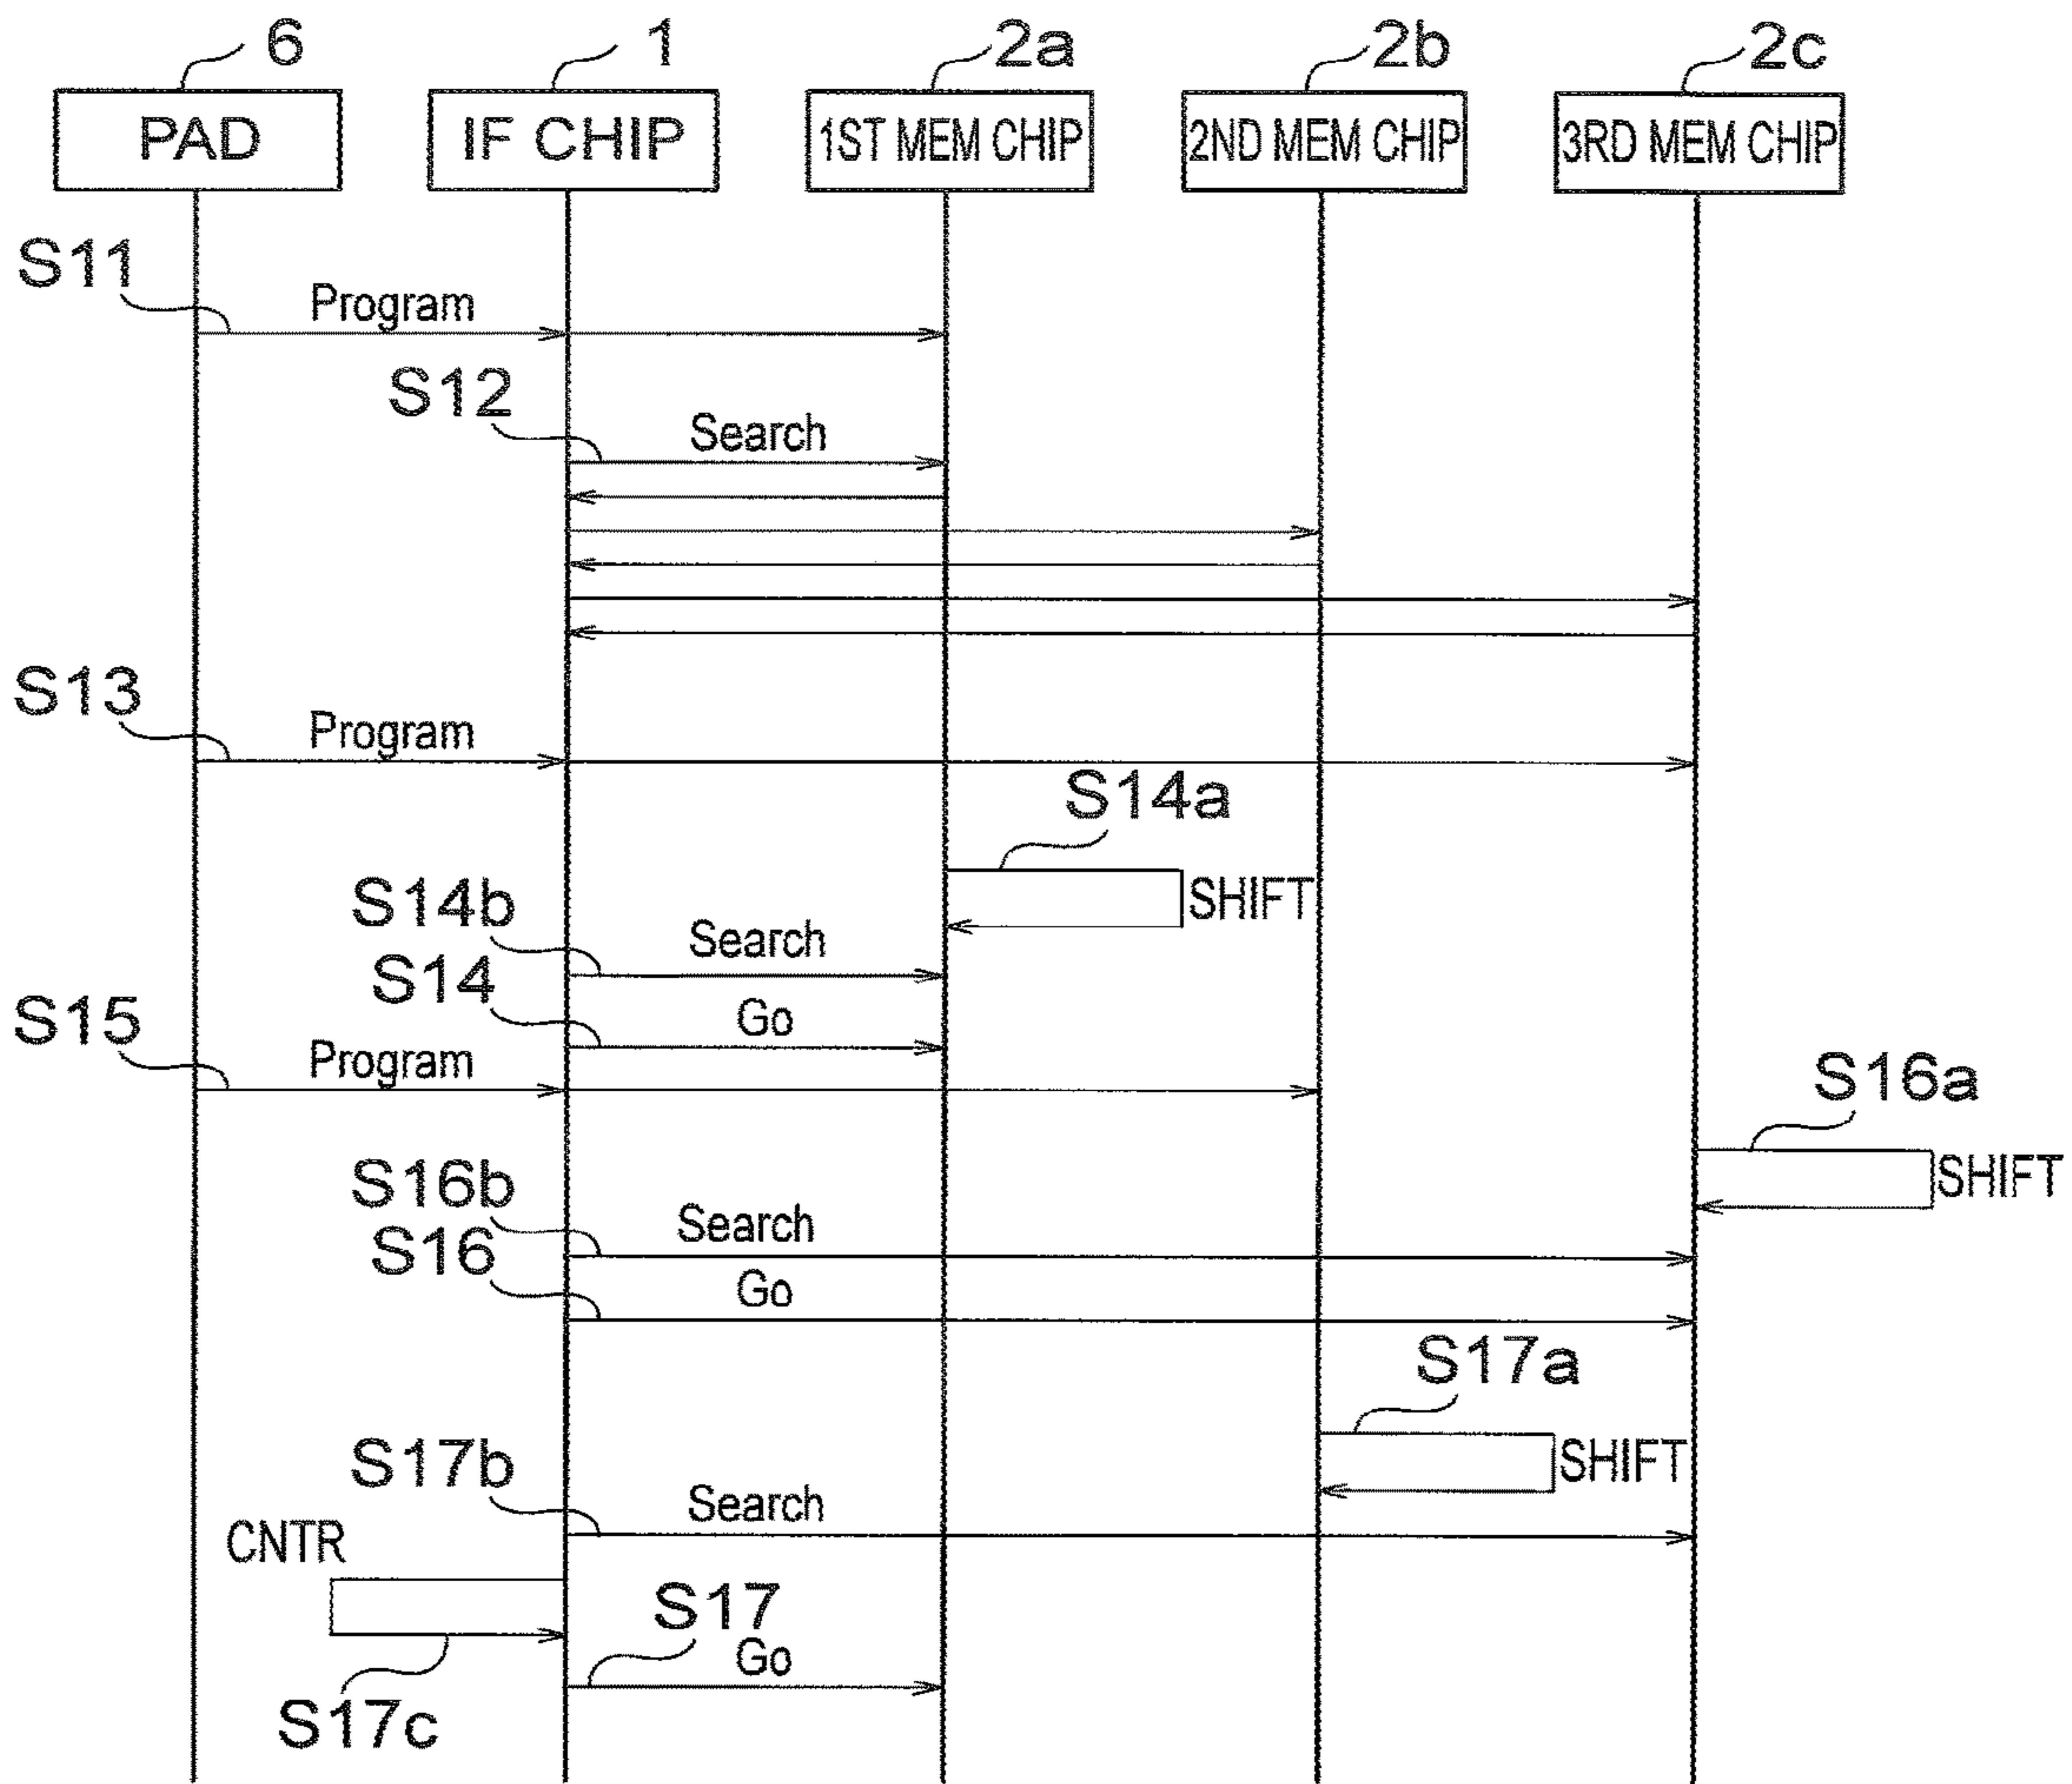 6
1
2a
2b
2c
PAD
IF CHIP
1ST MEM CHIP
2ND MEM CHIP
3RD MEM CHIP
S11
Program
S12
Search
S13
Program
S14a
SHIFT
S14b
Search
S14
Go
S15
Program
S16a
SHIFT
S16b
Search
S16
Go
S17a
SHIFT
S17b
Search
CNTR
S17
Go
S17c